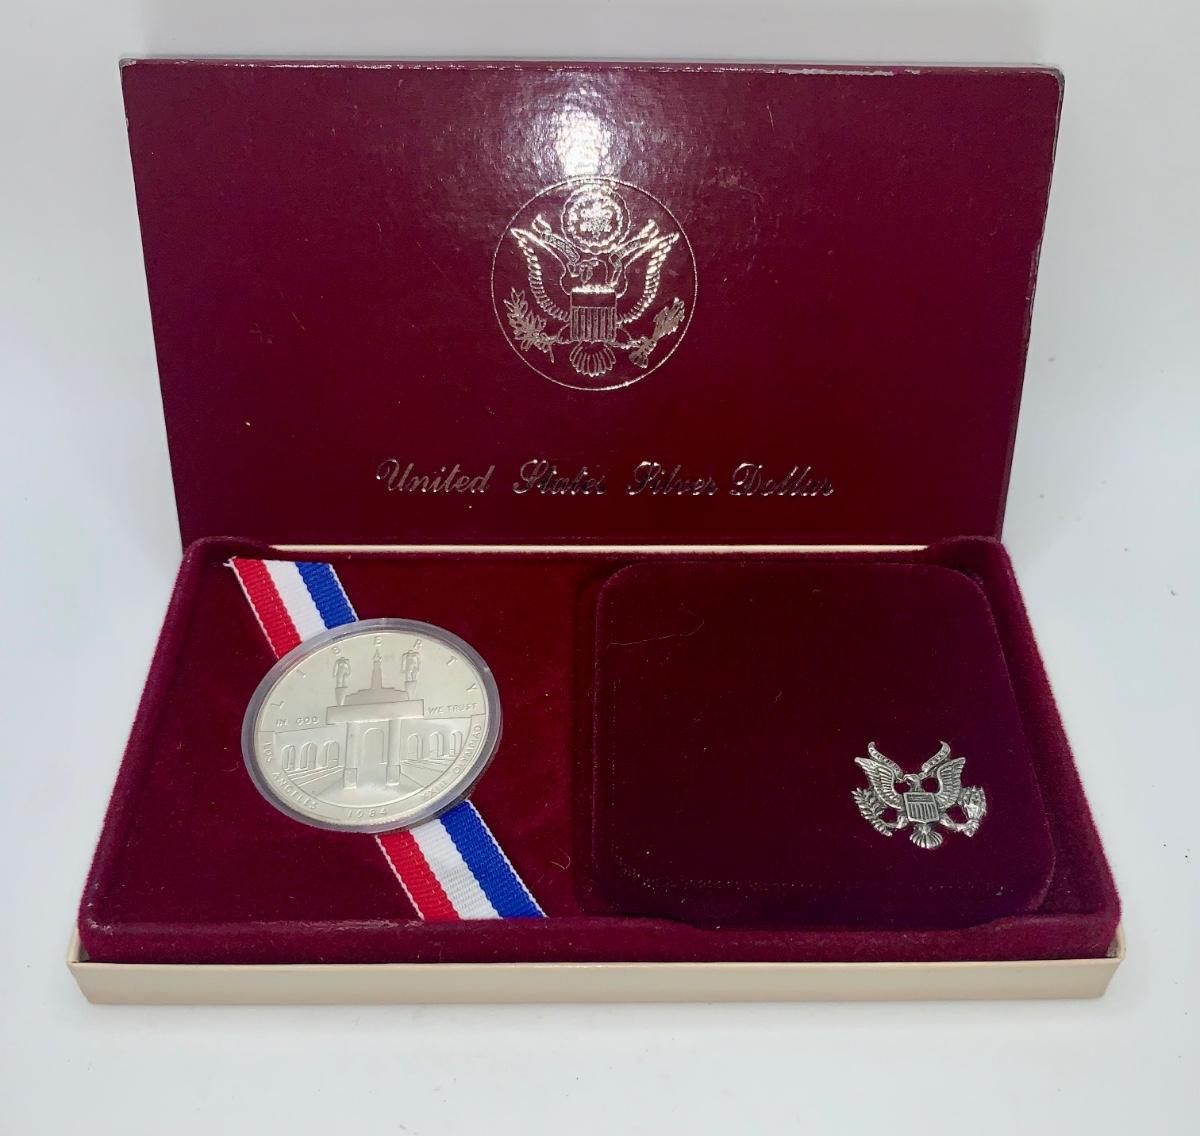 United States Silver Dollar
LIBERTY
IN GOD WE TRUST
LOS ANGELES XXIII OLYMPIAD
1984